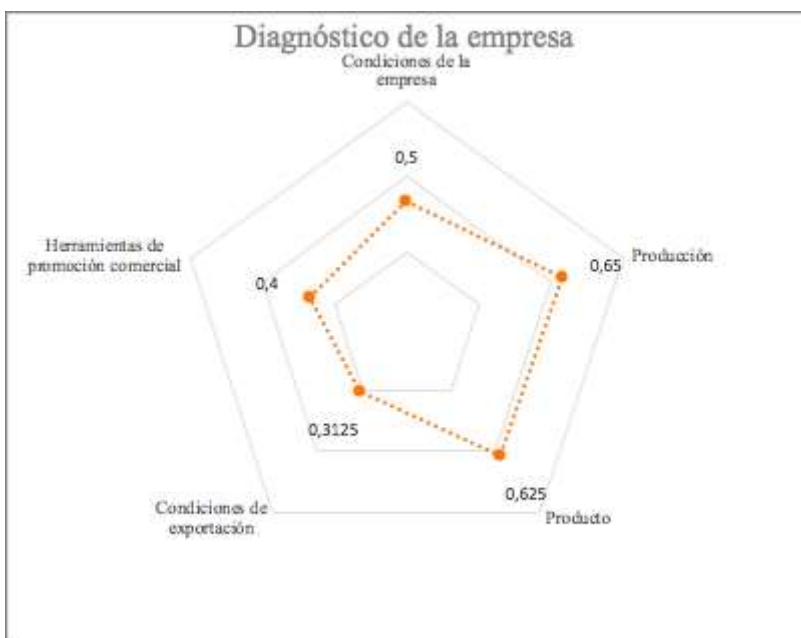 Diagnóstico de la empresa
Condiciones de la
empresa
0,5
Producción
0,65
Producto
0,625
Condiciones de
exportación
0,3125
Herramientas de
promoción comercial
0,4